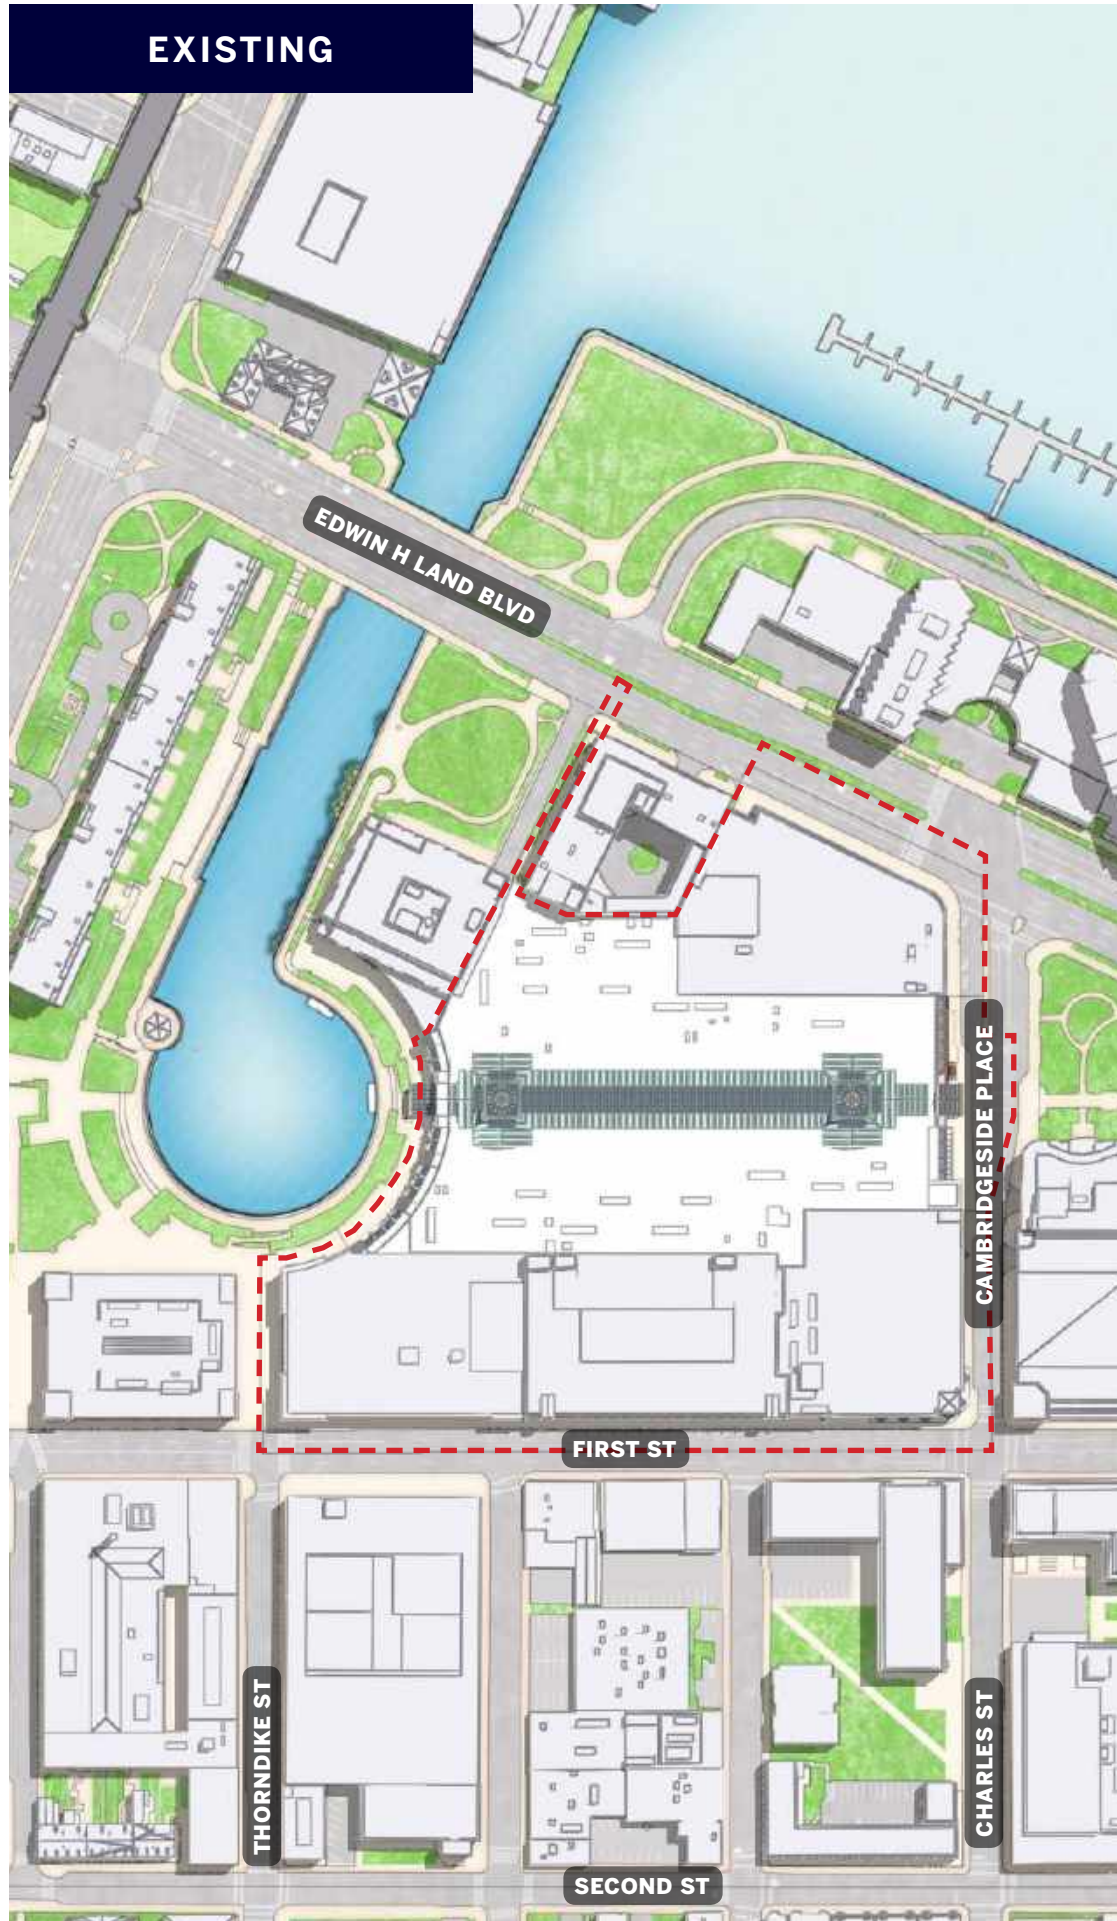 EXISTING
EDWIN H LAND BLVD
CAMBRIDGESIDE PLACE
FIRST ST
THORNDIKE ST
CHARLES ST
SECOND ST